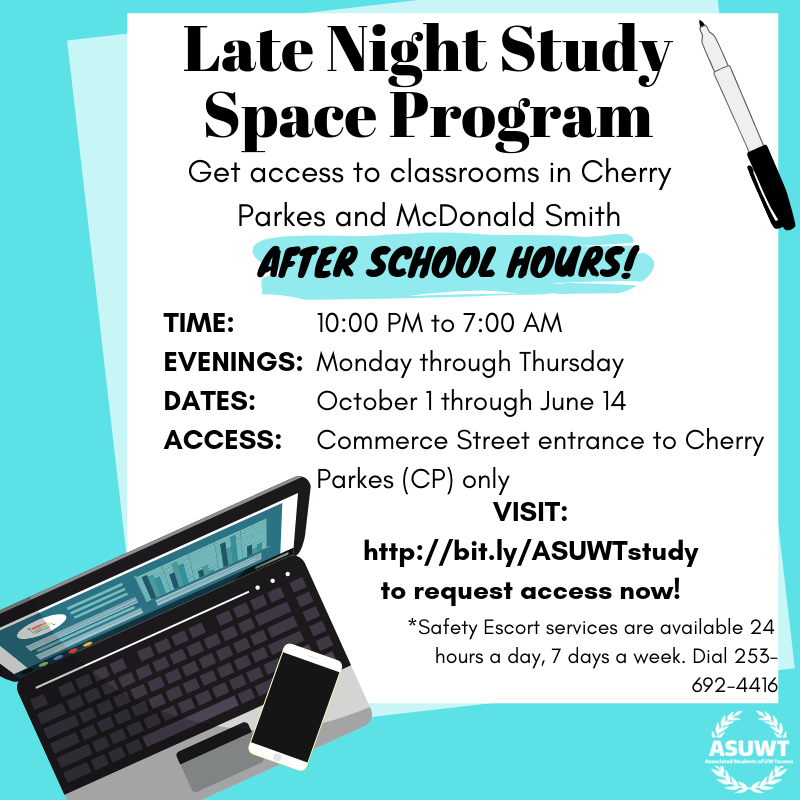 Late Night Study
Space Program
Get access to classrooms in Cherry
Parkes and McDonald Smith
AFTER SCHOOL HOURS!
TIME: 10:00 PM to 7:00 AM
EVENINGS: Monday through Thursday
DATES: October 1 through June 14
ACCESS: Commerce Street entrance to Cherry
Parkes (CP) only
VISIT:
http://bit.ly/ASUWTstudy
to request access now!
*Safety Escort services are available 24
hours a day, 7 days a week. Dial 253-
692-4416
ASUWT
Associated Students of UW Tacoma